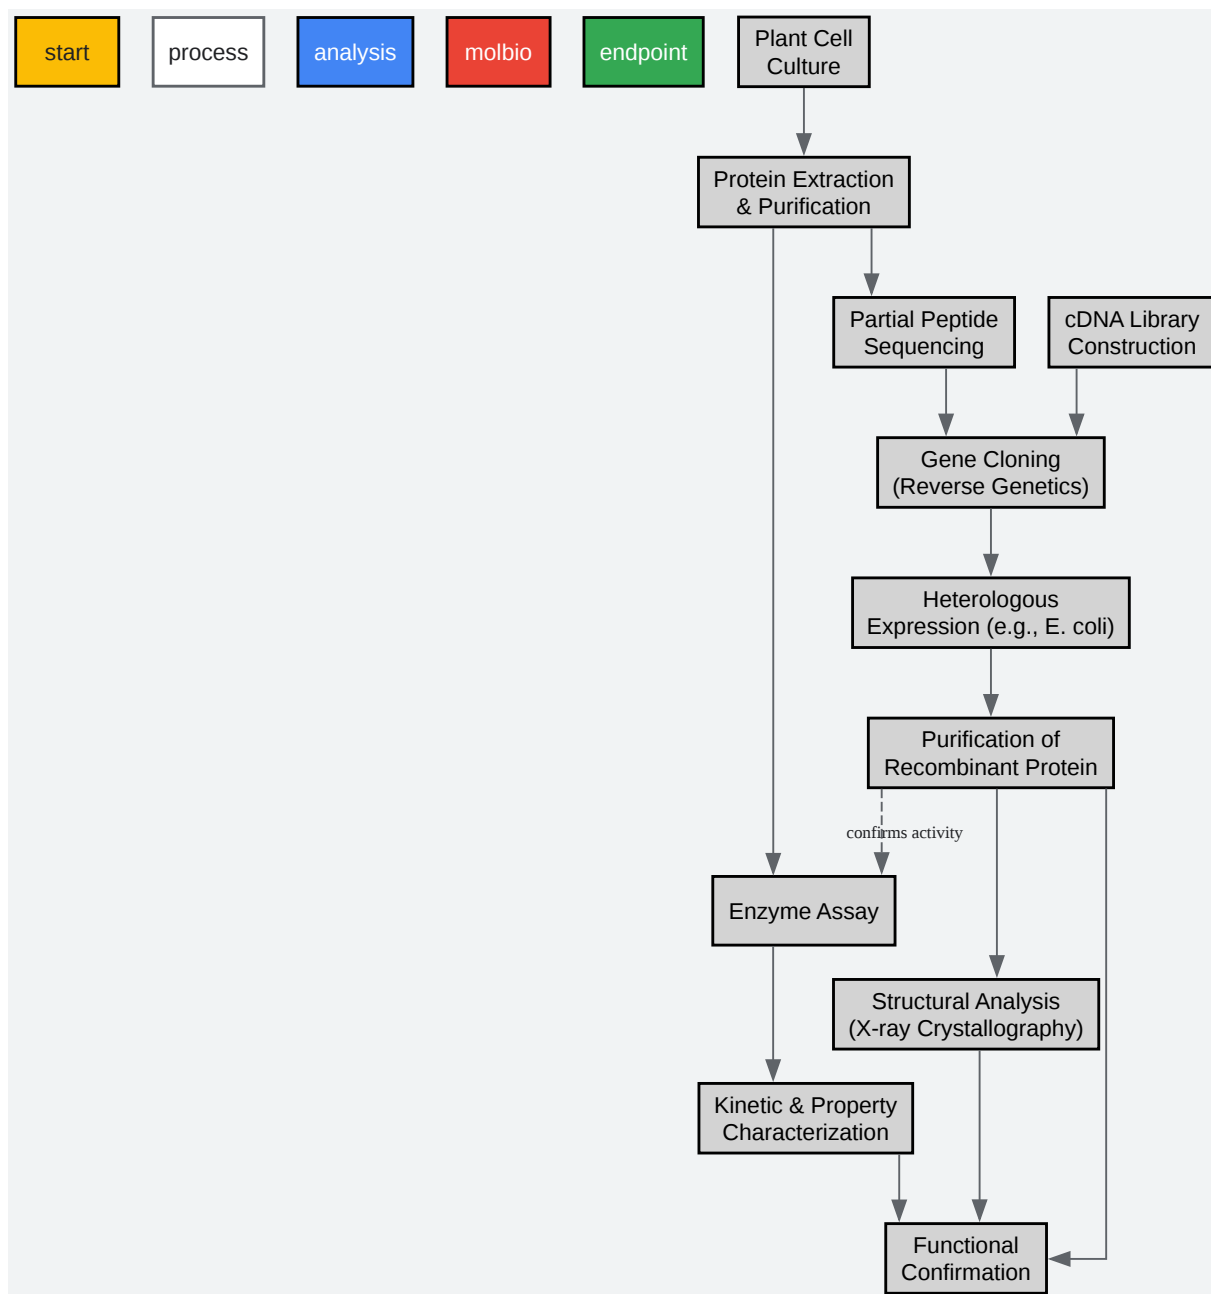 start
process
analysis
molbio
endpoint
Plant Cell
Culture
Protein Extraction
& Purification
Partial Peptide
Sequencing
cDNA Library
Construction
Gene Cloning
(Reverse Genetics)
Heterologous
Expression (e.g., E. coli)
Purification of
Recombinant Protein
confirms activity
Enzyme Assay
Structural Analysis
(X-ray Crystallography)
Kinetic & Property
Characterization
Functional
Confirmation